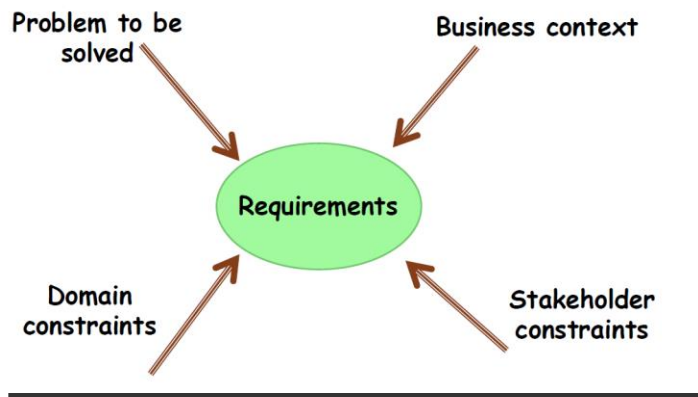 Problem to be
solved
Business context
Requirements
Domain
constraints
Stakeholder
constraints